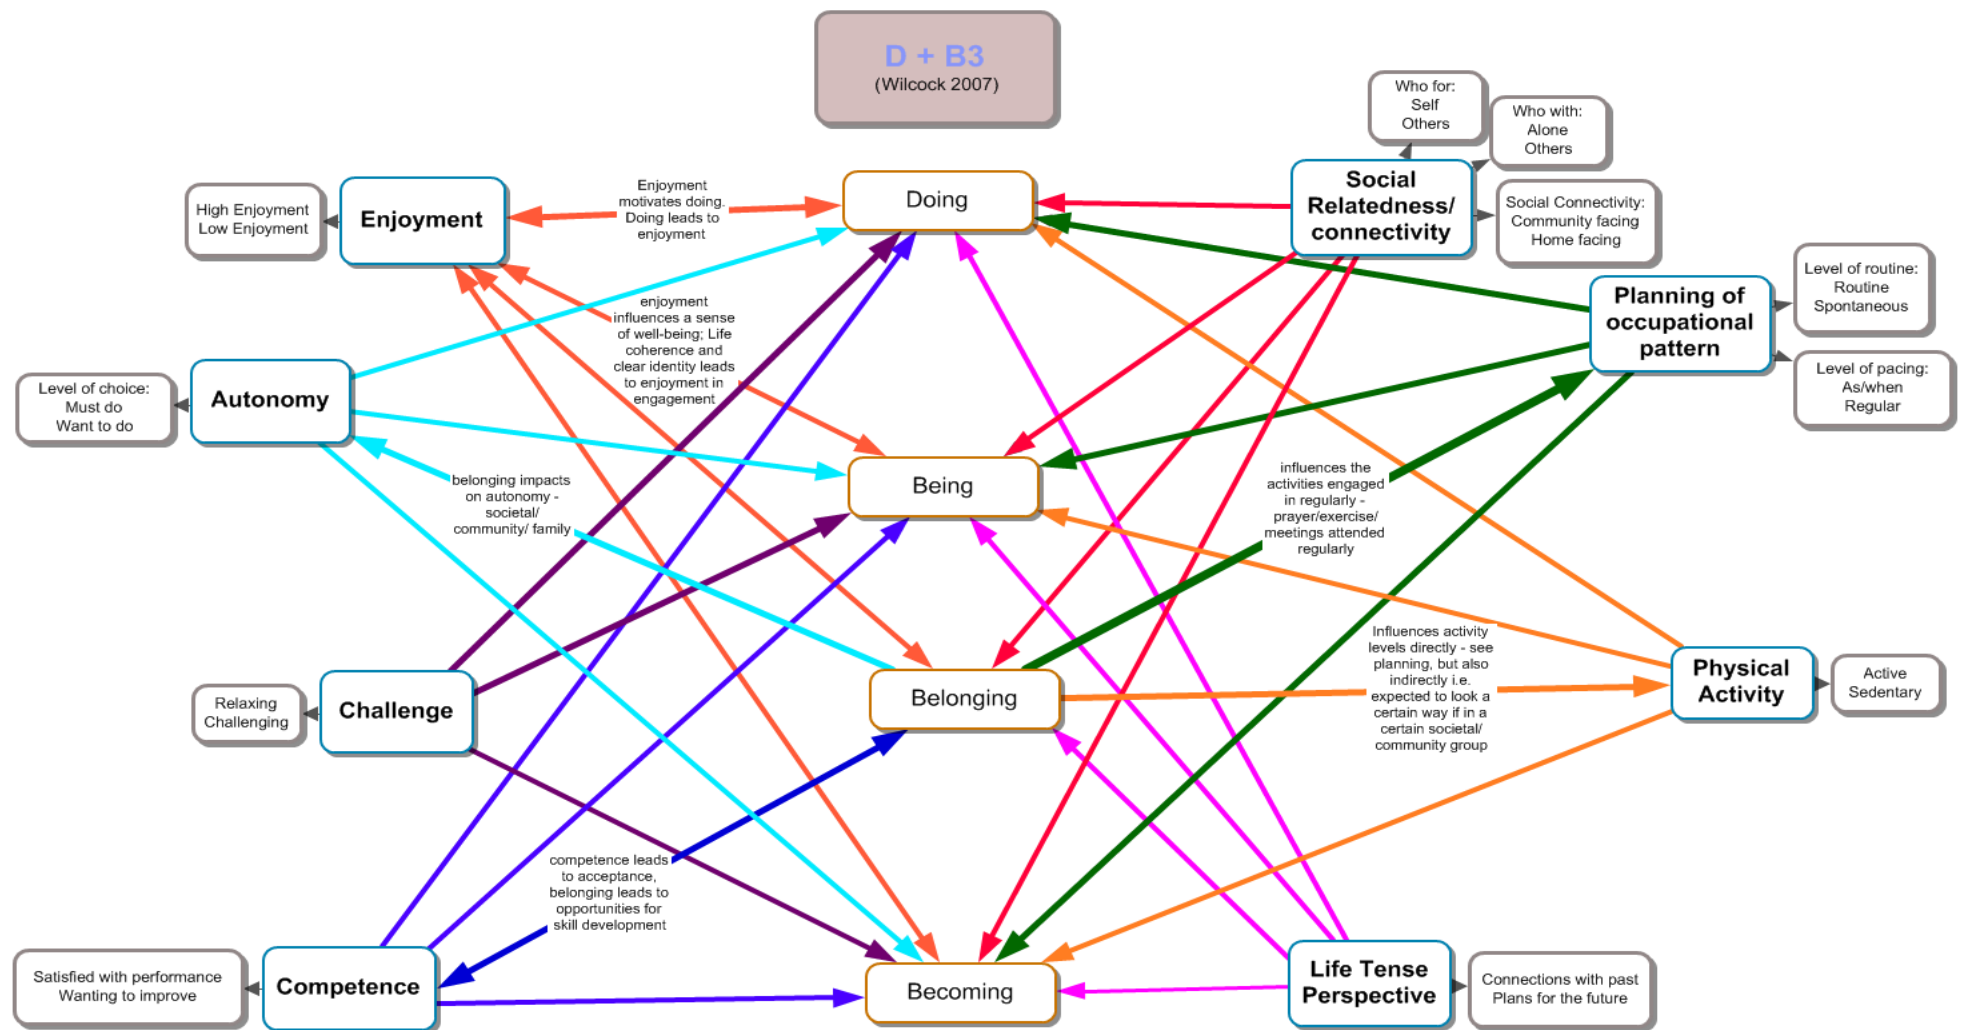 D + B3
(Wilcock 2007)
Who for:
Self
Others
Who with:
Alone
Others
Social
Relatedness/
connectivity
Social Connectivity:
Community facing
Home facing
Doing
Enjoyment
motivates doing.
Doing leads to
enjoyment
Enjoyment
High Enjoyment
Low Enjoyment
Planning of
occupational
pattern
Level of routine:
Routine
Spontaneous
Level of pacing:
As/when
Regular
enjoyment
influences a sense
of well-being; Life
coherence and
clear identity leads
to enjoyment in
engagement
Autonomy
Level of choice:
Must do
Want to do
Being
belonging impacts
on autonomy -
societal/
community/ family
influences the
activities engaged
in regularly -
prayer/exercise/
meetings attended
regularly
Influences activity
levels directly - see
planning, but also
indirectly i.e.
expected to look a
certain way if in a
certain societal/
community group
Physical
Activity
Active
Sedentary
Belonging
Challenge
Relaxing
Challenging
competence leads
to acceptance,
belonging leads to
opportunities for
skill development
Competence
Satisfied with performance
Wanting to improve
Becoming
Life Tense
Perspective
Connections with past
Plans for the future